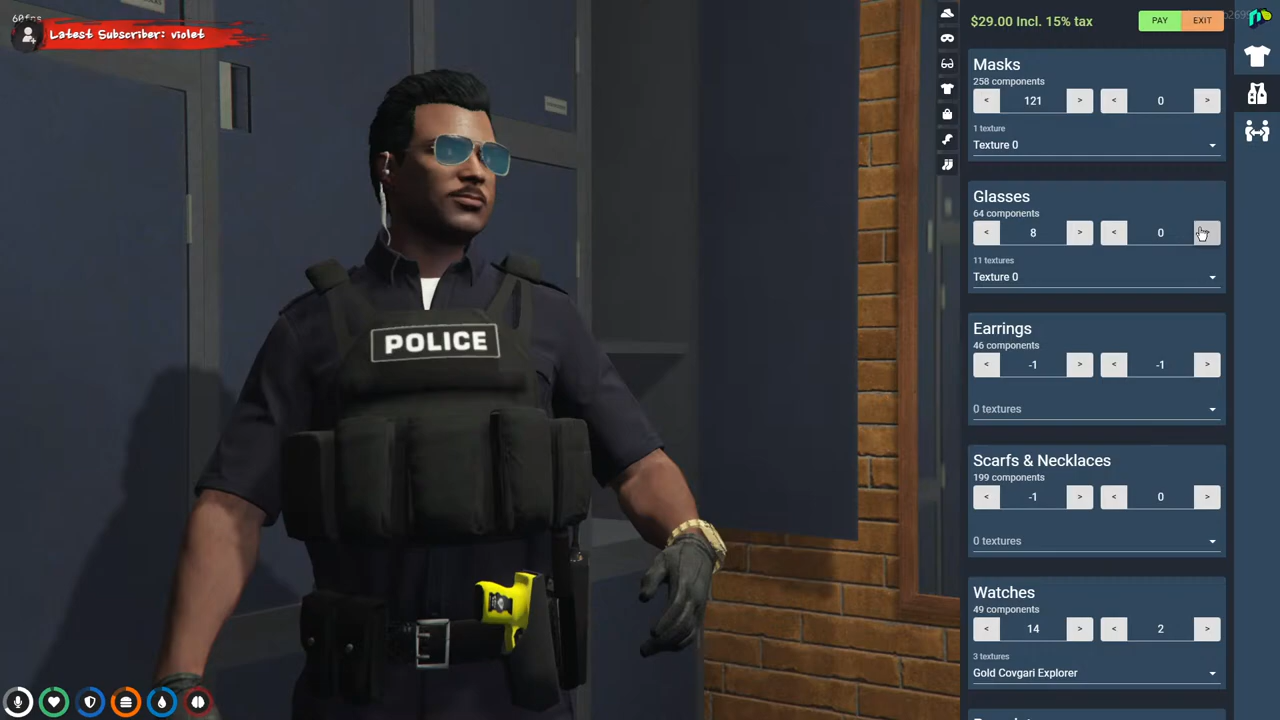 60fps
Latest Subscriber: violet
$29.00 Incl. 15% tax
PAY
EXIT
Masks
258 components
< 121 > < 0 >
1 texture
Texture 0
Glasses
64 components
< 8 > < 0 >
11 textures
Texture 0
Earrings
46 components
< -1 > < -1 >
0 textures
Scarfs & Necklaces
199 components
< -1 > < 0 >
0 textures
Watches
49 components
< 14 > < 2 >
3 textures
Gold Covgari Explorer
POLICE